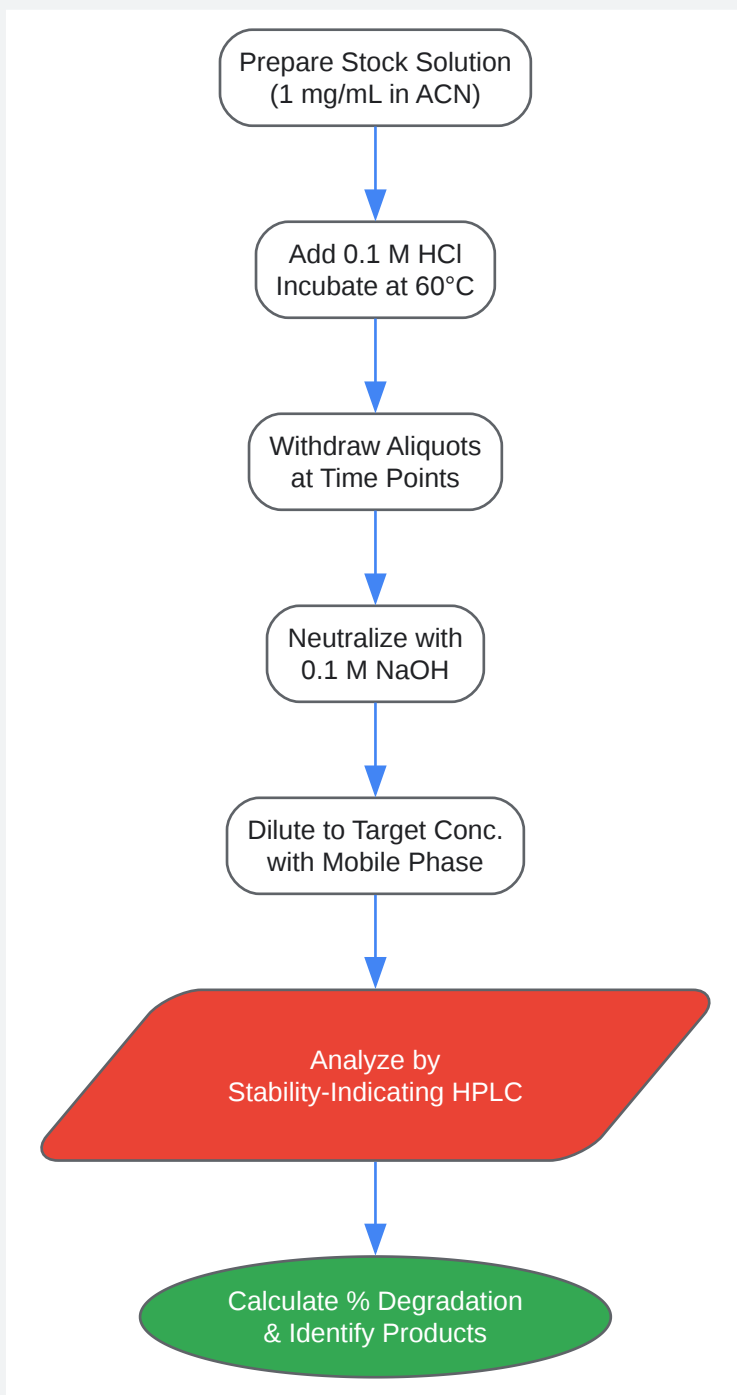 Prepare Stock Solution
(1 mg/mL in ACN)
Add 0.1 M HCl
Incubate at 60°C
Withdraw Aliquots
at Time Points
Neutralize with
0.1 M NaOH
Dilute to Target Conc.
with Mobile Phase
Analyze by
Stability-Indicating HPLC
Calculate % Degradation
& Identify Products